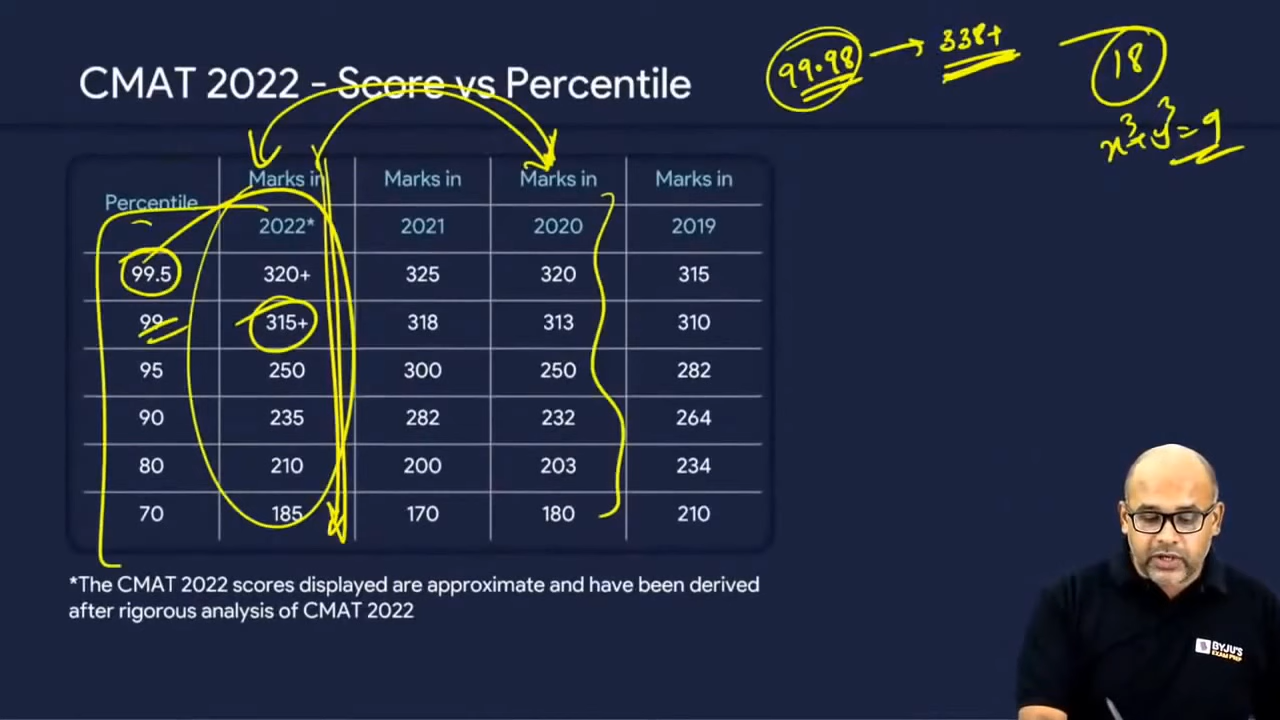 99.98 → 338+
18
x³+y³=9
CMAT 2022 - Score vs Percentile
Percentile Marks in 2022* Marks in 2021 Marks in 2020 Marks in 2019
99.5 320+ 325 320 315
99 315+ 318 313 310
95 250 300 250 282
90 235 282 232 264
80 210 200 203 234
70 185 170 180 210
*The CMAT 2022 scores displayed are approximate and have been derived
after rigorous analysis of CMAT 2022
BYJU'S
EXAM PREP